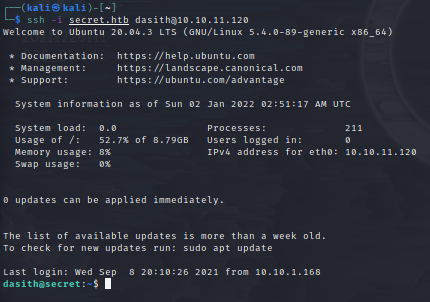 ┌──(kali㉿kali)-[~]
└─$ ssh -i secret.htb dasith@10.10.11.120
Welcome to Ubuntu 20.04.3 LTS (GNU/Linux 5.4.0-89-generic x86_64)
* Documentation: https://help.ubuntu.com
* Management: https://landscape.canonical.com
* Support: https://ubuntu.com/advantage
System information as of Sun 02 Jan 2022 02:51:17 AM UTC
System load: 0.0 Processes: 211
Usage of /: 52.7% of 8.79GB Users logged in: 0
Memory usage: 8% IPv4 address for eth0: 10.10.11.120
Swap usage: 0%
0 updates can be applied immediately.
The list of available updates is more than a week old.
To check for new updates run: sudo apt update
Last login: Wed Sep 8 20:10:26 2021 from 10.10.1.168
dasith@secret:~$